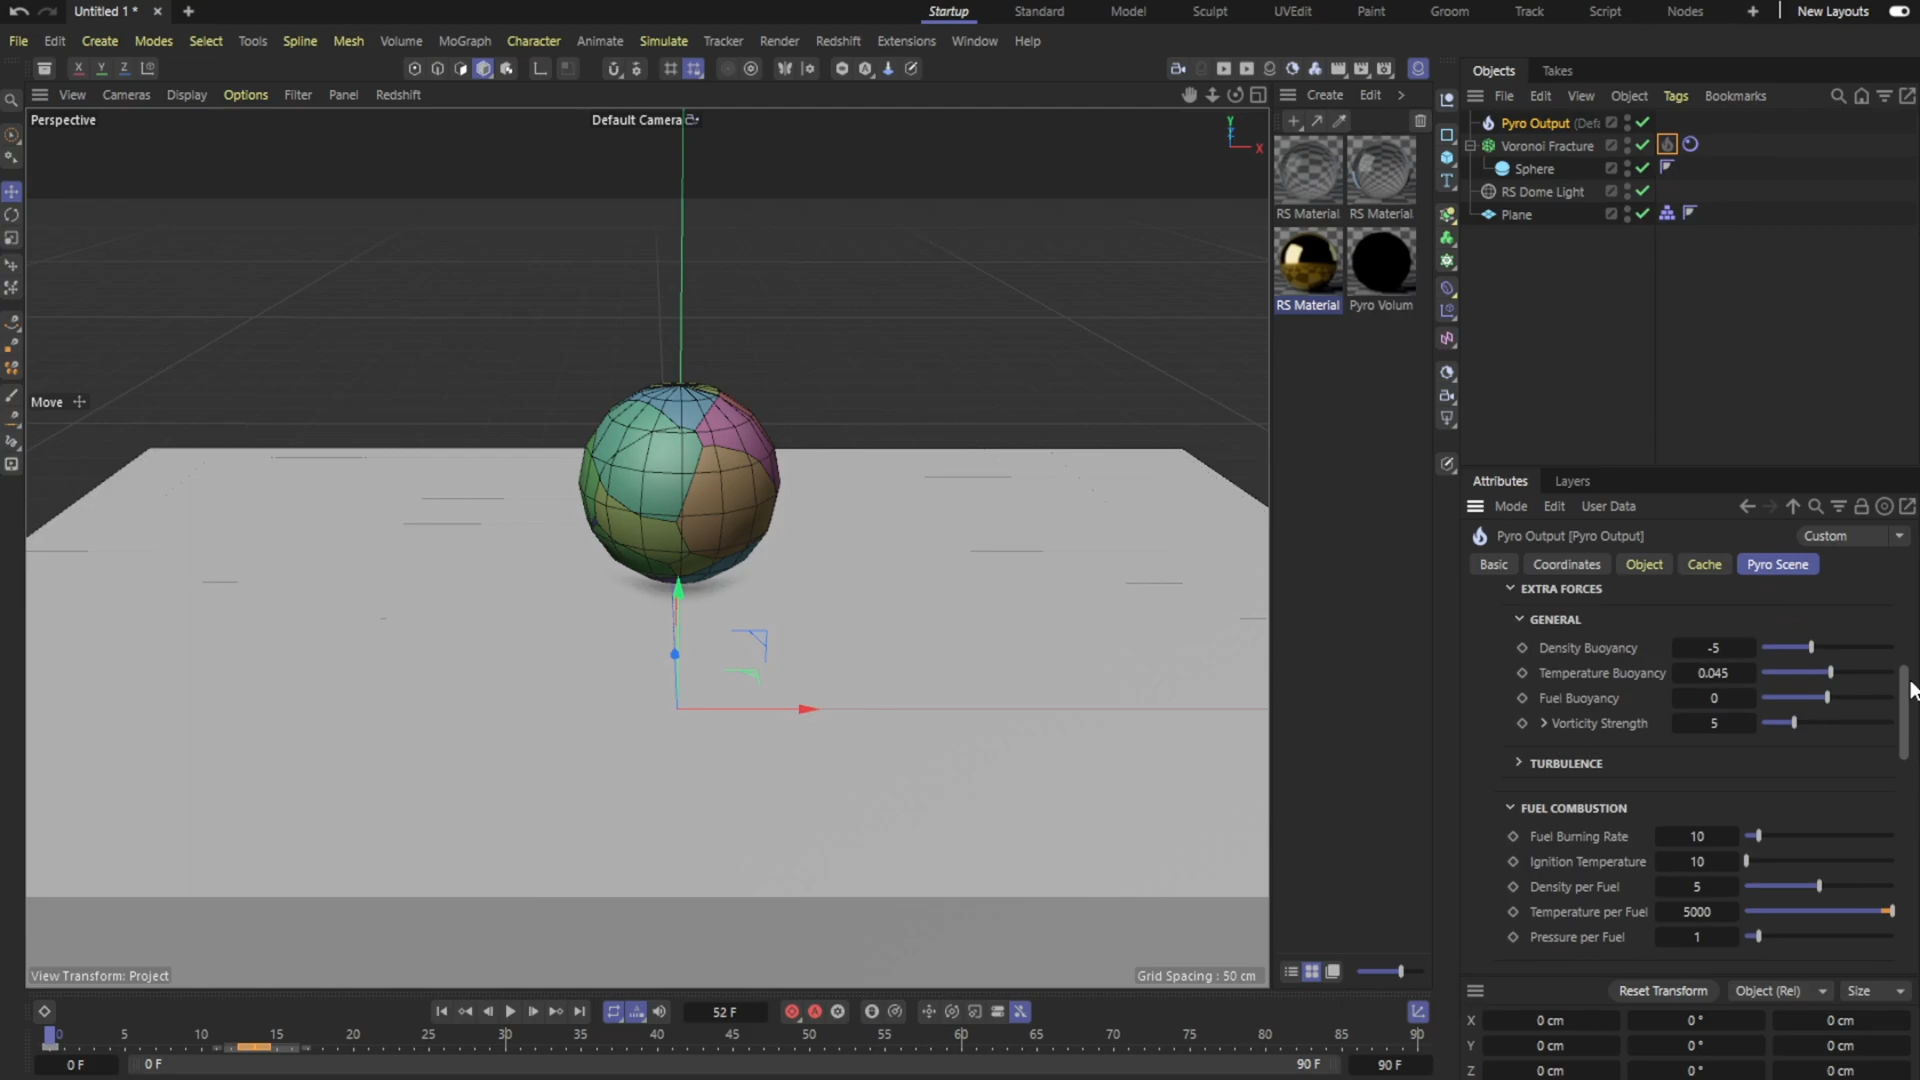 Untitled 1 *
Startup Standard Model Sculpt UVEdit Paint Groom Track Script Nodes New Layouts
File Edit Create Modes Select Tools Spline Mesh Volume MoGraph Character Animate Simulate Tracker Render Redshift Extensions Window Help
X Y Z
View Cameras Display Options Filter Panel Redshift
Perspective
Default Camera
Y
Z
X
Move
View Transform: Project
Grid Spacing : 50 cm
Create Edit
RS Material RS Material
RS Material Pyro Volum
Objects Takes
File Edit View Object Tags Bookmarks
Pyro Output (Defa
Voronoi Fracture
Sphere
RS Dome Light
Plane
Attributes Layers
Mode Edit User Data
Pyro Output [Pyro Output] Custom
Basic Coordinates Object Cache Pyro Scene
EXTRA FORCES
GENERAL
Density Buoyancy -5
Temperature Buoyancy 0.045
Fuel Buoyancy 0
Vorticity Strength 5
TURBULENCE
FUEL COMBUSTION
Fuel Burning Rate 10
Ignition Temperature 10
Density per Fuel 5
Temperature per Fuel 5000
Pressure per Fuel 1
Reset Transform Object (Rel) Size
X 0 cm 0 ° 0 cm
Y 0 cm 0 ° 0 cm
Z 0 cm 0 ° 0 cm
52 F
0 5 10 15 20 25 30 35 40 45 50 55 60 65 70 75 80 85 90
0 F 0 F 90 F 90 F